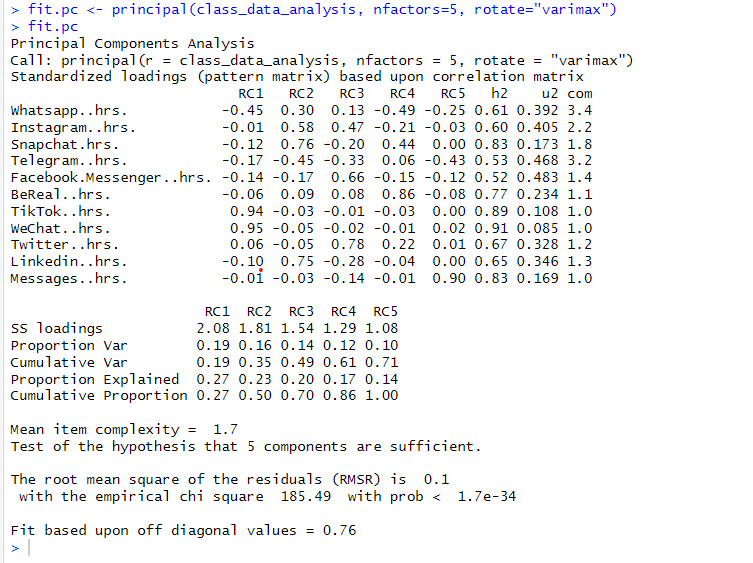 > fit.pc <- principal(class_data_analysis, nfactors=5, rotate="varimax")
> fit.pc
Principal Components Analysis
Call: principal(r = class_data_analysis, nfactors = 5, rotate = "varimax")
Standardized loadings (pattern matrix) based upon correlation matrix
RC1 RC2 RC3 RC4 RC5 h2 u2 com
Whatsapp..hrs. -0.45 0.30 0.13 -0.49 -0.25 0.61 0.392 3.4
Instagram..hrs. -0.01 0.58 0.47 -0.21 -0.03 0.60 0.405 2.2
Snapchat.hrs. -0.12 0.76 -0.20 0.44 0.00 0.83 0.173 1.8
Telegram..hrs. -0.17 -0.45 -0.33 0.06 -0.43 0.53 0.468 3.2
Facebook.Messenger..hrs. -0.14 -0.17 0.66 -0.15 -0.12 0.52 0.483 1.4
BeReal..hrs. -0.06 0.09 0.08 0.86 -0.08 0.77 0.234 1.1
TikTok..hrs. 0.94 -0.03 -0.01 -0.03 0.00 0.89 0.108 1.0
WeChat..hrs. 0.95 -0.05 -0.02 -0.01 0.02 0.91 0.085 1.0
Twitter..hrs. 0.06 -0.05 0.78 0.22 0.01 0.67 0.328 1.2
Linkedin..hrs. -0.10 0.75 -0.28 -0.04 0.00 0.65 0.346 1.3
Messages..hrs. -0.01 -0.03 -0.14 -0.01 0.90 0.83 0.169 1.0
RC1 RC2 RC3 RC4 RC5
SS loadings 2.08 1.81 1.54 1.29 1.08
Proportion Var 0.19 0.16 0.14 0.12 0.10
Cumulative Var 0.19 0.35 0.49 0.61 0.71
Proportion Explained 0.27 0.23 0.20 0.17 0.14
Cumulative Proportion 0.27 0.50 0.70 0.86 1.00
Mean item complexity = 1.7
Test of the hypothesis that 5 components are sufficient.
The root mean square of the residuals (RMSR) is 0.1
with the empirical chi square 185.49 with prob < 1.7e-34
Fit based upon off diagonal values = 0.76
>